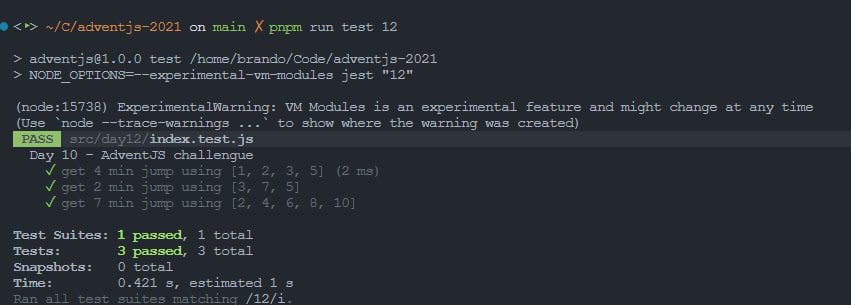 <•> ~/C/adventjs-2021 on main ✗ pnpm run test 12
> adventjs@1.0.0 test /home/brando/Code/adventjs-2021
> NODE_OPTIONS=--experimental-vm-modules jest "12"
(node:15738) ExperimentalWarning: VM Modules is an experimental feature and might change at any time
(Use `node --trace-warnings ...` to show where the warning was created)
PASS src/day12/index.test.js
Day 10 - AdventJS challengue
✓ get 4 min jump using [1, 2, 3, 5] (2 ms)
✓ get 2 min jump using [3, 7, 5]
✓ get 7 min jump using [2, 4, 6, 8, 10]
Test Suites: 1 passed, 1 total
Tests: 3 passed, 3 total
Snapshots: 0 total
Time: 0.421 s, estimated 1 s
Ran all test suites matching /12/i.